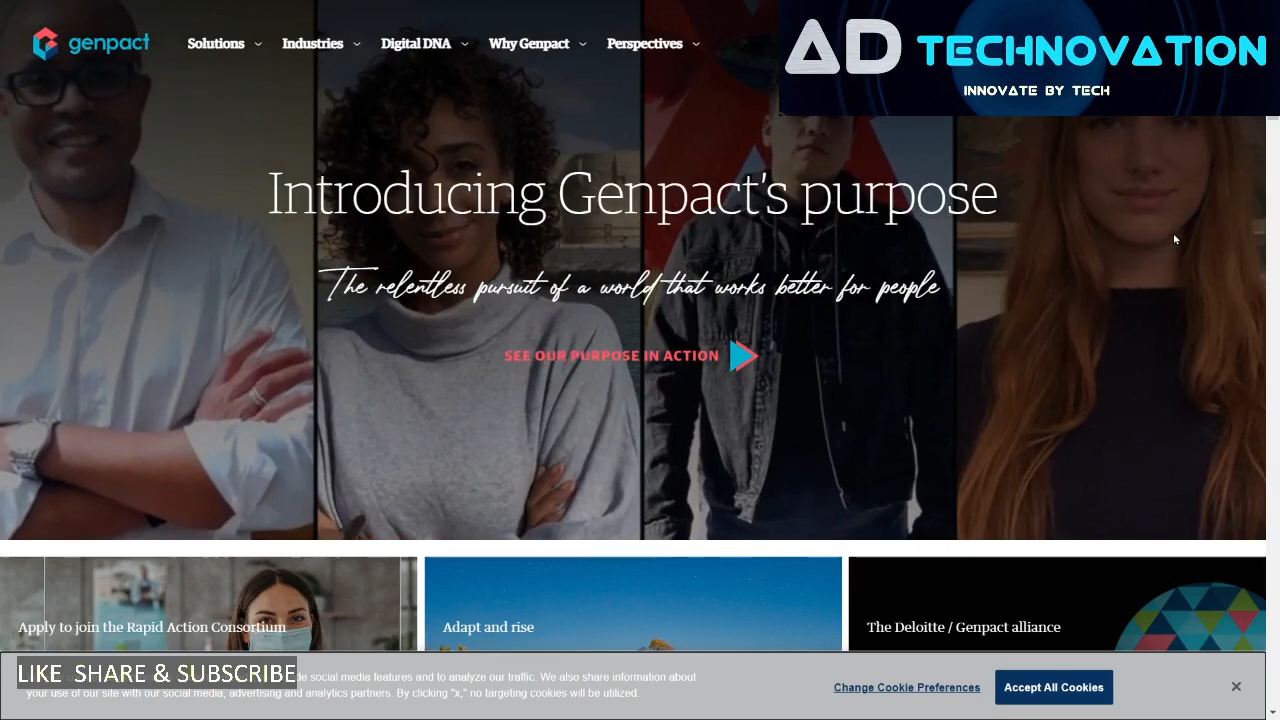 genpact
Solutions
Industries
Digital DNA
Why Genpact
Perspectives
AD TECHNOVATION
INNOVATE BY TECH
Introducing Genpact's purpose
The relentless pursuit of a world that works better for people
SEE OUR PURPOSE IN ACTION
Apply to join the Rapid Action Consortium
Adapt and rise
The Deloitte / Genpact alliance
LIKE SHARE & SUBSCRIBE
social media features and to analyze our traffic. We also share information about
your use of our site with our social media, advertising and analytics partners. By clicking "x," no targeting cookies will be utilized.
Change Cookie Preferences
Accept All Cookies